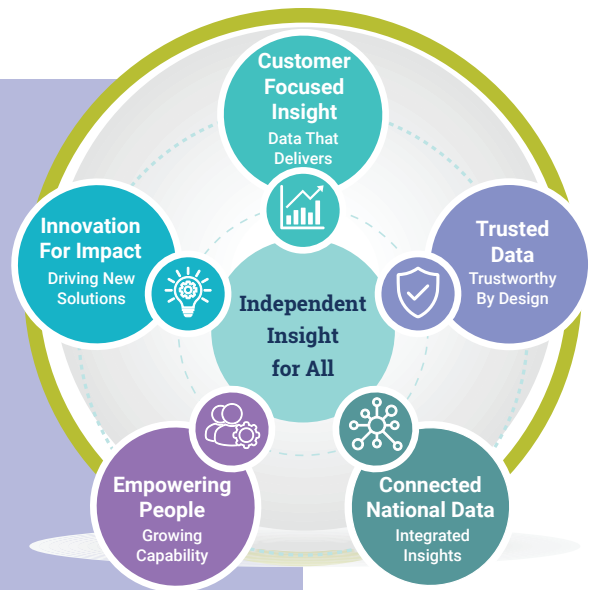 Customer
Focused
Insight
Data That
Delivers
Trusted
Data
Trustworthy
By Design
Connected
National Data
Integrated
Insights
Empowering
People
Growing
Capability
Innovation
For Impact
Driving New
Solutions
Independent
Insight
for All